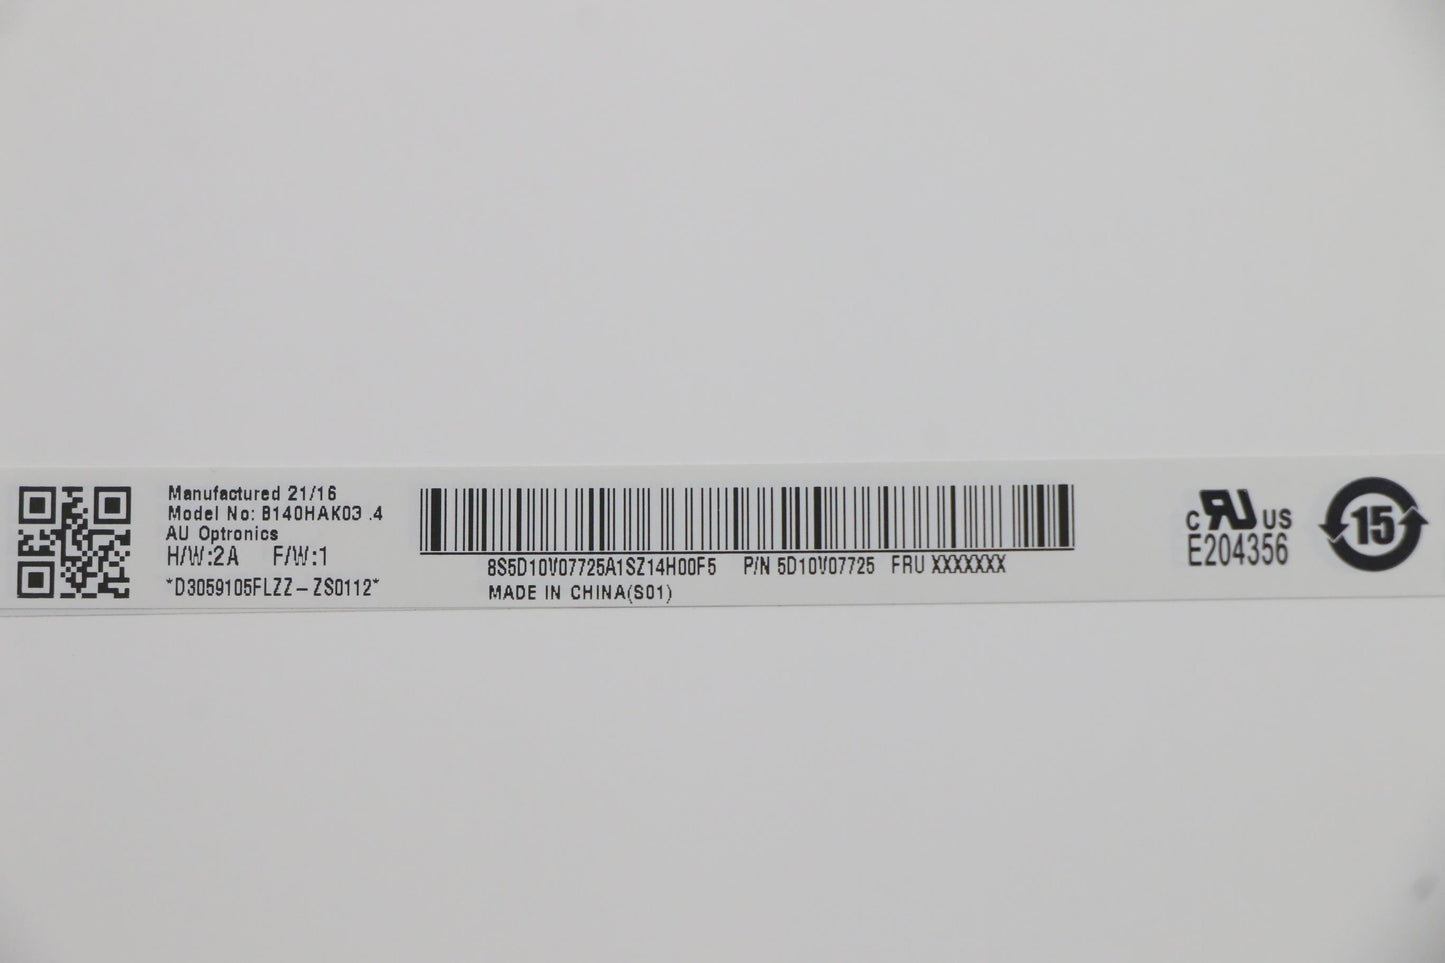 Manufactured 21/16
Model No: B140HAK03 .4
AU Optronics
H/W:2A F/W:1
*D3059105FLZZ-ZS0112*
8S5D10V07725A1SZ14H00F5 P/N 5D10V07725 FRU XXXXXXX
MADE IN CHINA(S01)
c RU US
E204356
15